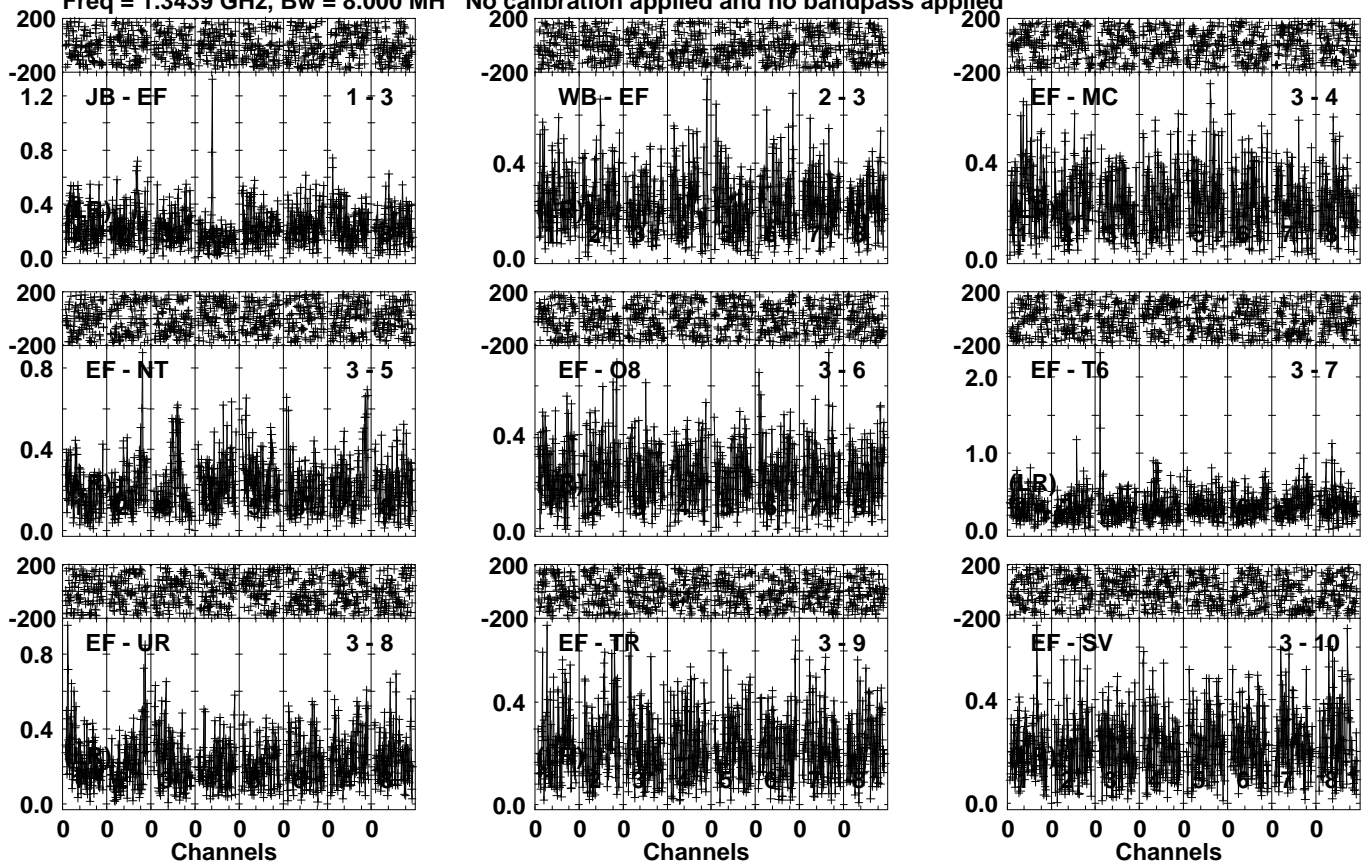 Freq = 1.3439 GHz, Bw = 8.000 MH No calibration applied and no bandpass applied
200 200 200
-200 -200 -200
1.2 JB - EF 1 - 3 WB - EF 2 - 3 EF - MC 3 - 4
0.8
0.4 0.4 0.4
0.0 0.0 0.0
200 200 200
-200 -200 -200
0.8 EF - NT 3 - 5 EF - O8 3 - 6 2.0 EF - T6 3 - 7
0.4 0.4 1.0
(LR)
0.0 0.0 0.0
200 200 200
-200 -200 -200
0.8 EF - UR 3 - 8 EF - TR 3 - 9 EF - SV 3 - 10
0.4 0.4 0.4
0.0 0.0 0.0
0 0 0 0 0 0 0 0 0 0 0 0 0 0 0 0 0 0 0 0 0 0 0 0
Channels Channels Channels